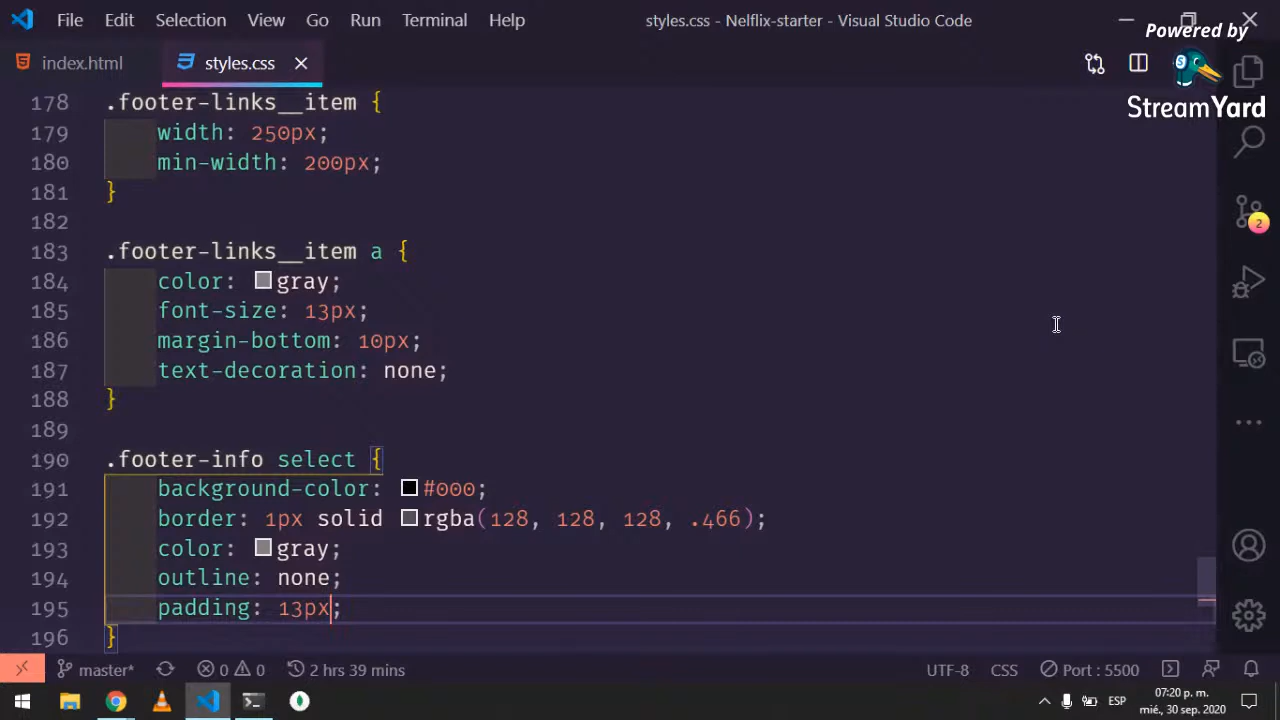 File Edit Selection View Go Run Terminal Help styles.css - Nelflix-starter - Visual Studio Code
Powered by
StreamYard
index.html styles.css
178 .footer-links__item {
179 width: 250px;
180 min-width: 200px;
181 }
182
183 .footer-links__item a {
184 color: gray;
185 font-size: 13px;
186 margin-bottom: 10px;
187 text-decoration: none;
188 }
189
190 .footer-info select {
191 background-color: #000;
192 border: 1px solid rgba(128, 128, 128, .466);
193 color: gray;
194 outline: none;
195 padding: 13px;
196 }
2
master* 0 0 2 hrs 39 mins UTF-8 CSS Port : 5500
ESP 07:20 p. m.
mié., 30 sep. 2020